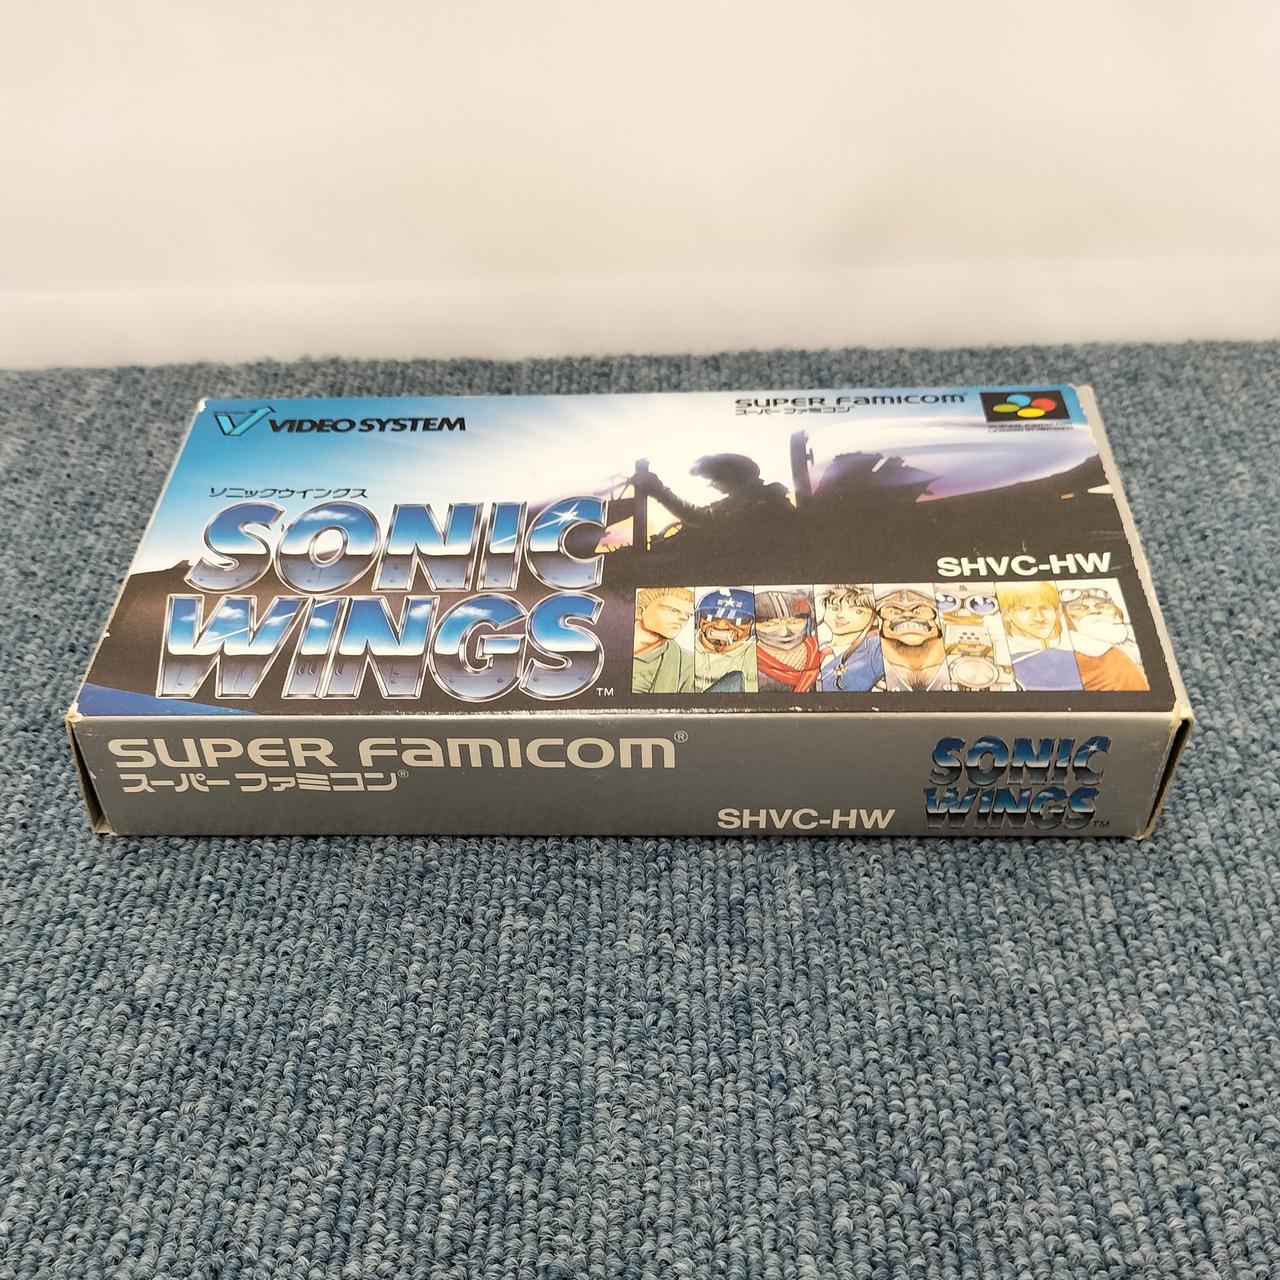 VIDEO SYSTEM
SUPER FAMICOM
スーパーファミコン
SUPER FAMICOM
ソニックウイングス
SONIC
WINGS
TM
SHVC-HW
SUPER FAMICOM®
スーパーファミコン®
SHVC-HW
SONIC
WINGS
TM